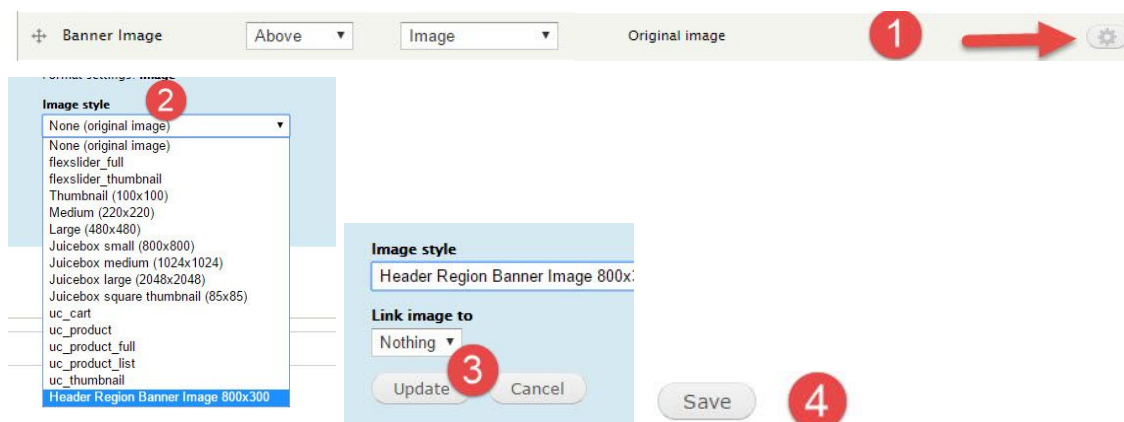 Banner Image Above Image Original image 1
Format settings: Image
Image style 2
None (original image)
None (original image)
flexslider_full
flexslider_thumbnail
Thumbnail (100x100)
Medium (220x220)
Large (480x480)
Juicebox small (800x800)
Juicebox medium (1024x1024)
Juicebox large (2048x2048)
Juicebox square thumbnail (85x85)
uc_cart
uc_product
uc_product_full
uc_product_list
uc_thumbnail
Header Region Banner Image 800x300
Image style
Header Region Banner Image 800x
Link image to
Nothing
3
Update Cancel
Save 4